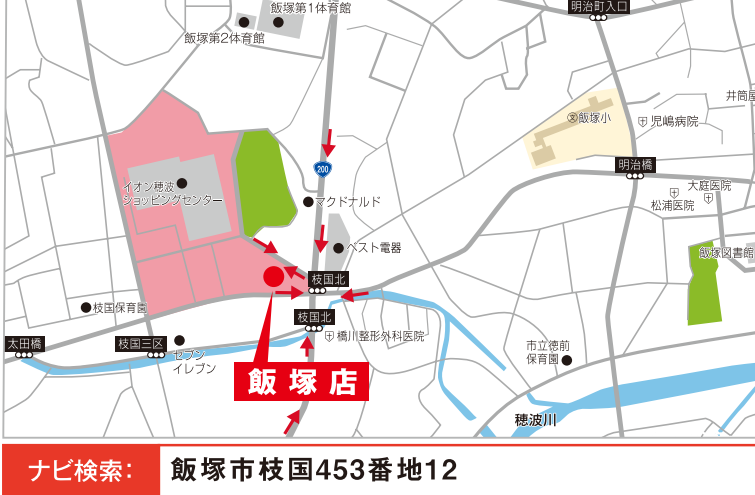 飯塚第1体育館
明治町入口
飯塚第2体育館
井筒屋
文飯塚小
児嶋病院
200
明治橋
イオン穂波
ショッピングセンター
大庭医院
マクドナルド
松浦医院
ベスト電器
飯塚図書館
枝国北
枝国保育園
枝国北
橋川整形外科医院
太田橋
枝国三区
セブン
イレブン
市立徳前
保育園
飯塚店
穂波川
ナビ検索：
飯塚市枝国453番地12